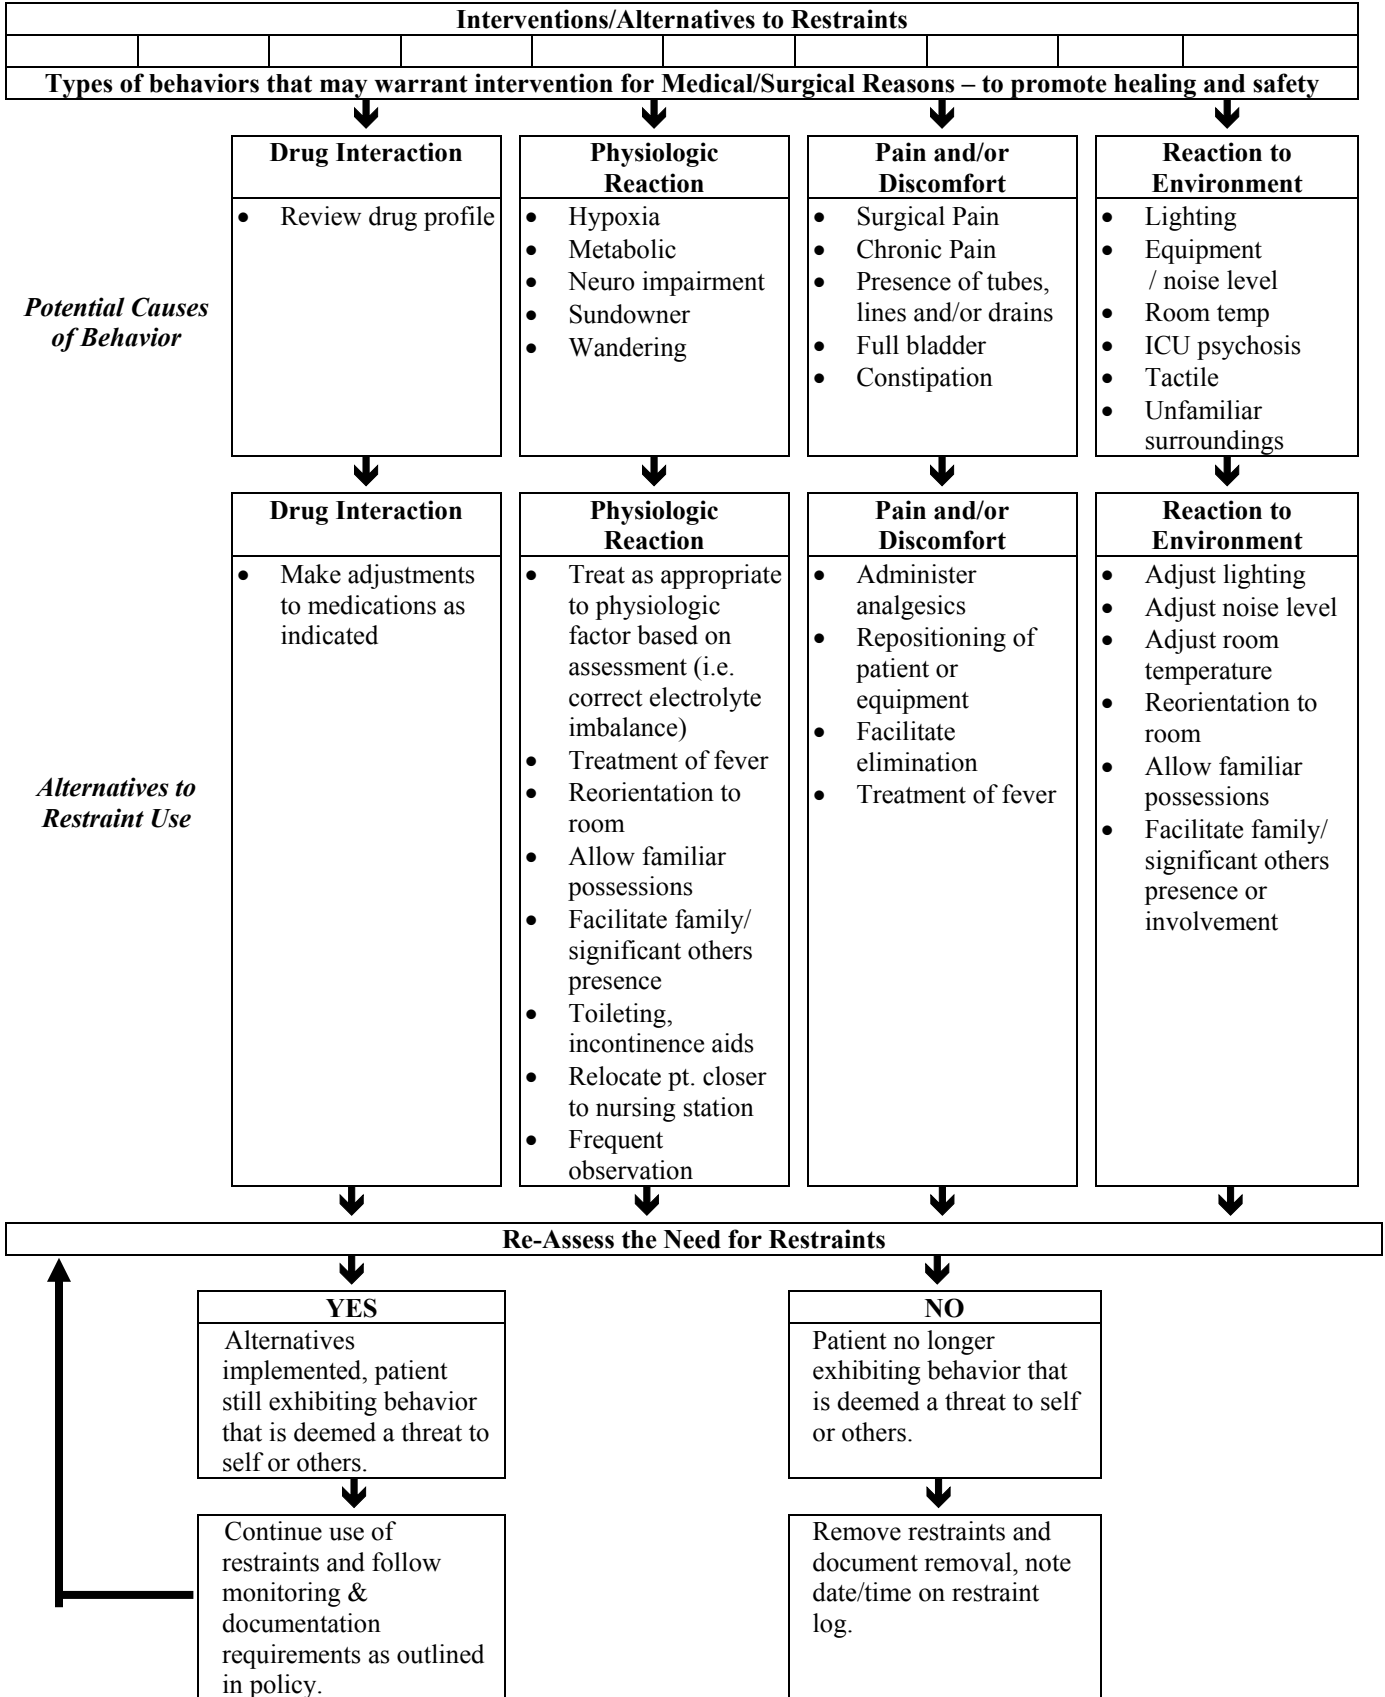 Interventions/Alternatives to Restraints
Types of behaviors that may warrant intervention for Medical/Surgical Reasons – to promote healing and safety
Potential Causes
of Behavior
Drug Interaction
• Review drug profile
Physiologic
Reaction
• Hypoxia
• Metabolic
• Neuro impairment
• Sundowner
• Wandering
Pain and/or
Discomfort
• Surgical Pain
• Chronic Pain
• Presence of tubes,
lines and/or drains
• Full bladder
• Constipation
Reaction to
Environment
• Lighting
• Equipment
/ noise level
• Room temp
• ICU psychosis
• Tactile
• Unfamiliar
surroundings
Alternatives to
Restraint Use
Drug Interaction
• Make adjustments
to medications as
indicated
Physiologic
Reaction
• Treat as appropriate
to physiologic
factor based on
assessment (i.e.
correct electrolyte
imbalance)
• Treatment of fever
• Reorientation to
room
• Allow familiar
possessions
• Facilitate family/
significant others
presence
• Toileting,
incontinence aids
• Relocate pt. closer
to nursing station
• Frequent
observation
Pain and/or
Discomfort
• Administer
analgesics
• Repositioning of
patient or
equipment
• Facilitate
elimination
• Treatment of fever
Reaction to
Environment
• Adjust lighting
• Adjust noise level
• Adjust room
temperature
• Reorientation to
room
• Allow familiar
possessions
• Facilitate family/
significant others
presence or
involvement
Re-Assess the Need for Restraints
YES
Alternatives
implemented, patient
still exhibiting behavior
that is deemed a threat to
self or others.
Continue use of
restraints and follow
monitoring &
documentation
requirements as outlined
in policy.
NO
Patient no longer
exhibiting behavior that
is deemed a threat to self
or others.
Remove restraints and
document removal, note
date/time on restraint
log.